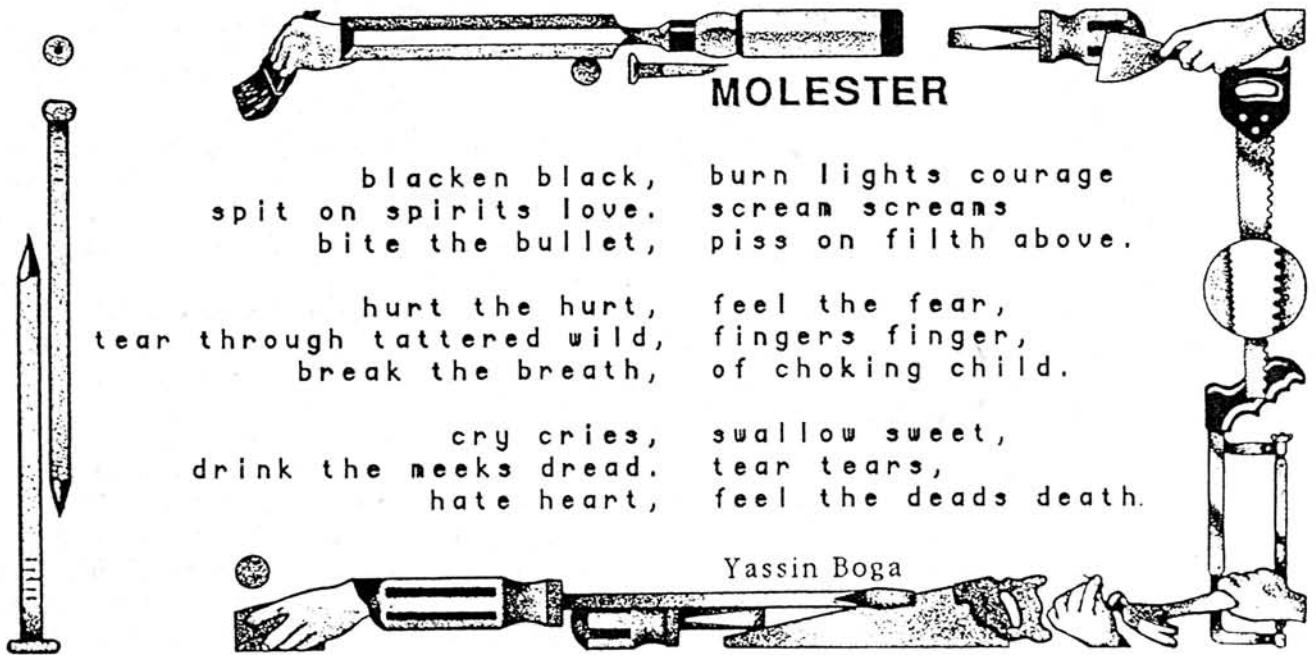 MOLESTER
blacken black, burn lights courage
spit on spirits love. scream screams
bite the bullet, piss on filth above.
hurt the hurt, feel the fear,
tear through tattered wild, fingers finger,
break the breath, of choking child.
cry cries, swallow sweet,
drink the meeks dread. tear tears,
hate heart, feel the deads death.
Yassin Boga